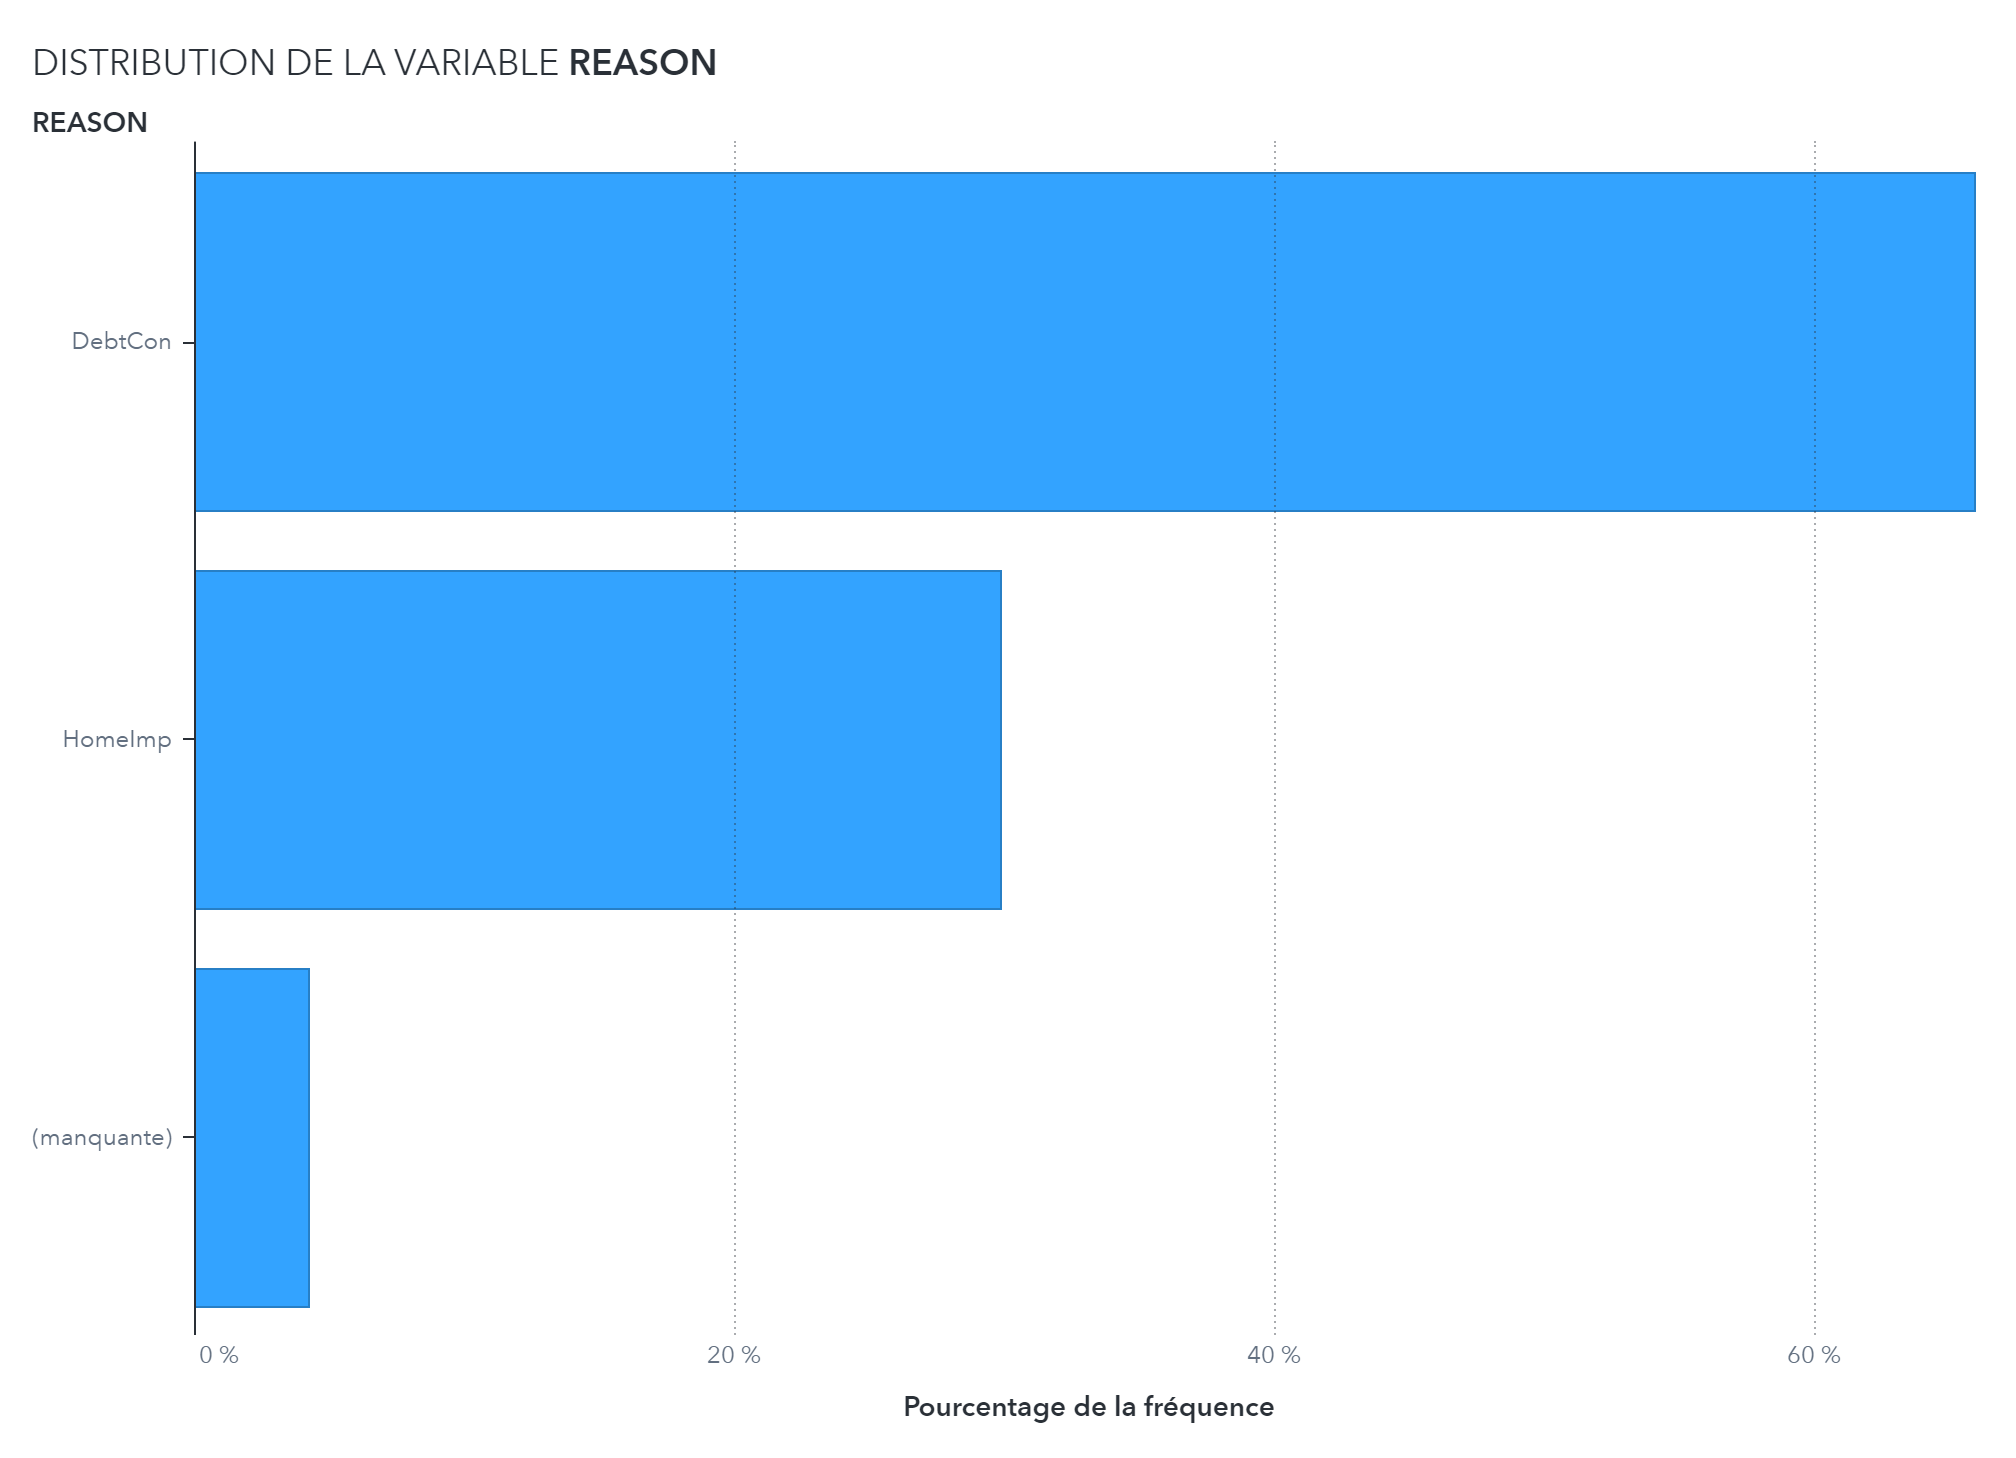 DISTRIBUTION DE LA VARIABLE REASON
REASON
DebtCon
HomeImp
(manquante)
0 %
20 %
40 %
60 %
Pourcentage de la fréquence